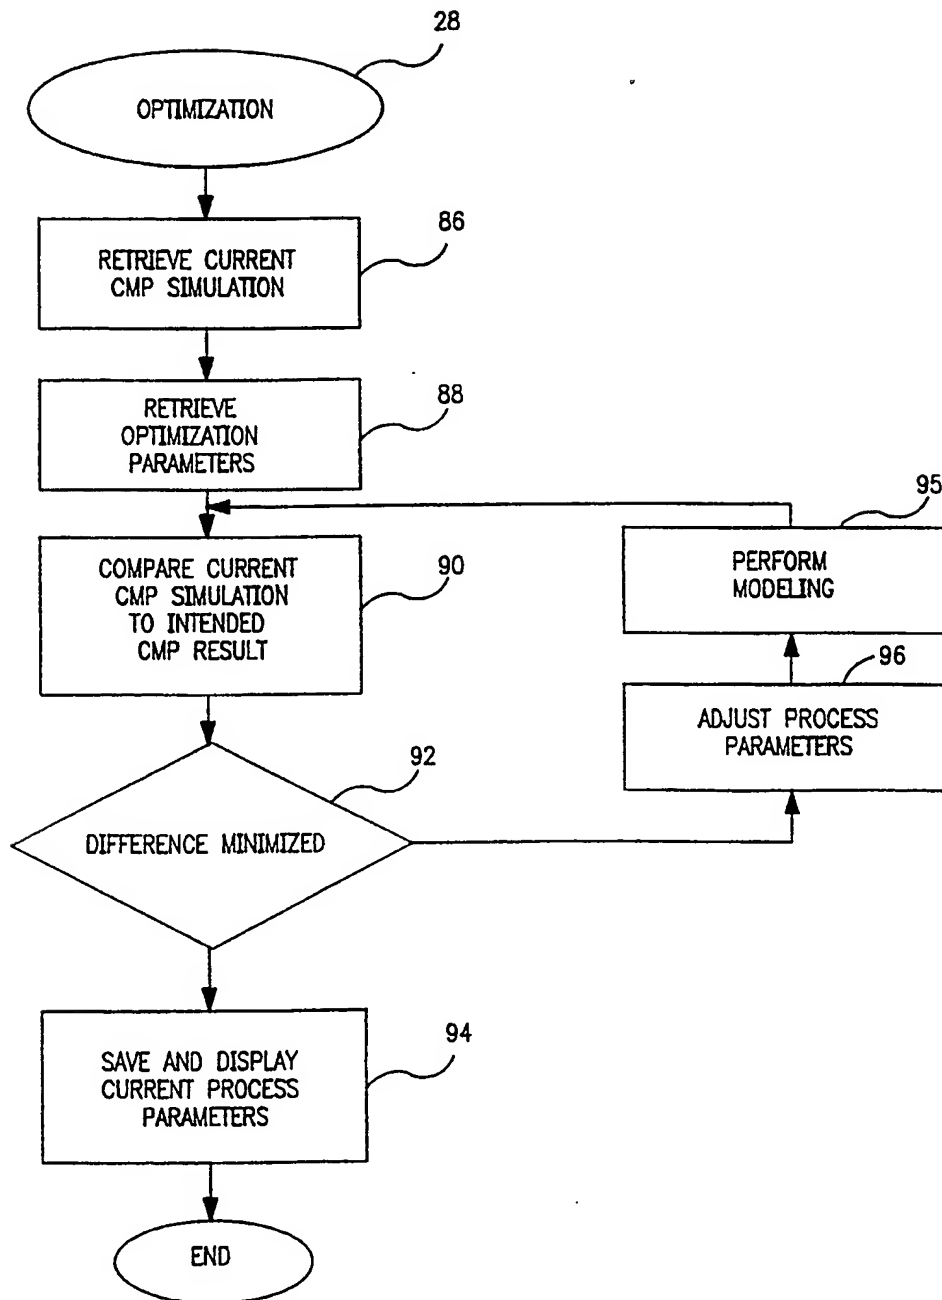 28
OPTIMIZATION
86
RETRIEVE CURRENT
CMP SIMULATION
88
RETRIEVE
OPTIMIZATION
PARAMETERS
90
COMPARE CURRENT
CMP SIMULATION
TO INTENDED
CMP RESULT
95
PERFORM
MODELING
96
ADJUST PROCESS
PARAMETERS
92
DIFFERENCE MINIMIZED
94
SAVE AND DISPLAY
CURRENT PROCESS
PARAMETERS
END